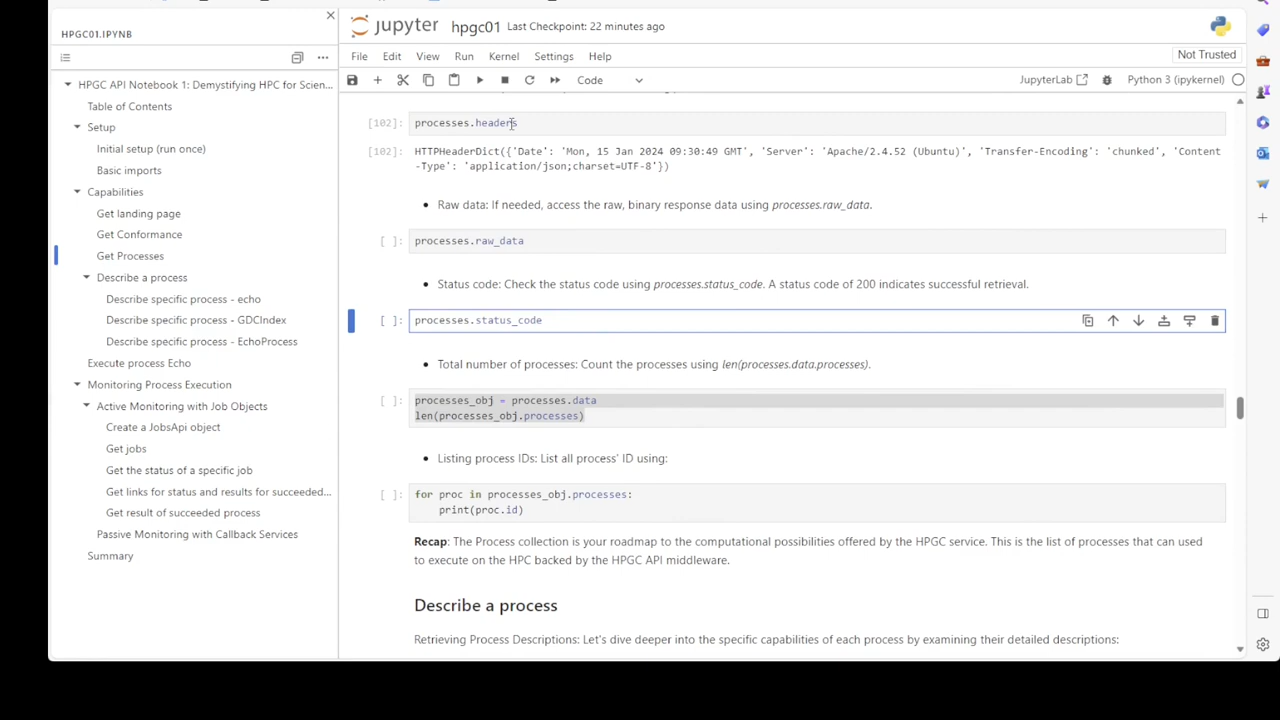 jupyter hpgc01 Last Checkpoint: 22 minutes ago
HPGC01.IPYNB
File Edit View Run Kernel Settings Help
Not Trusted
Code
JupyterLab
Python 3 (ipykernel)
HPGC API Notebook 1: Demystifying HPC for Scien...
Table of Contents
Setup
Initial setup (run once)
Basic imports
Capabilities
Get landing page
Get Conformance
Get Processes
Describe a process
Describe specific process - echo
Describe specific process - GDCIndex
Describe specific process - EchoProcess
Execute process Echo
Monitoring Process Execution
Active Monitoring with Job Objects
Create a JobsApi object
Get jobs
Get the status of a specific job
Get links for status and results for succeeded...
Get result of succeeded process
Passive Monitoring with Callback Services
Summary
[102]: processes.headers
[102]: HTTPHeaderDict({'Date': 'Mon, 15 Jan 2024 09:30:49 GMT', 'Server': 'Apache/2.4.52 (Ubuntu)', 'Transfer-Encoding': 'chunked', 'Content
-Type': 'application/json;charset=UTF-8'})
• Raw data: If needed, access the raw, binary response data using processes.raw_data.
[ ]: processes.raw_data
• Status code: Check the status code using processes.status_code. A status code of 200 indicates successful retrieval.
[ ]: processes.status_code
• Total number of processes: Count the processes using len(processes.data.processes).
[ ]: processes_obj = processes.data
len(processes_obj.processes)
• Listing process IDs: List all process' ID using:
[ ]: for proc in processes_obj.processes:
print(proc.id)
Recap: The Process collection is your roadmap to the computational possibilities offered by the HPGC service. This is the list of processes that can used
to execute on the HPC backed by the HPGC API middleware.
Describe a process
Retrieving Process Descriptions: Let's dive deeper into the specific capabilities of each process by examining their detailed descriptions: